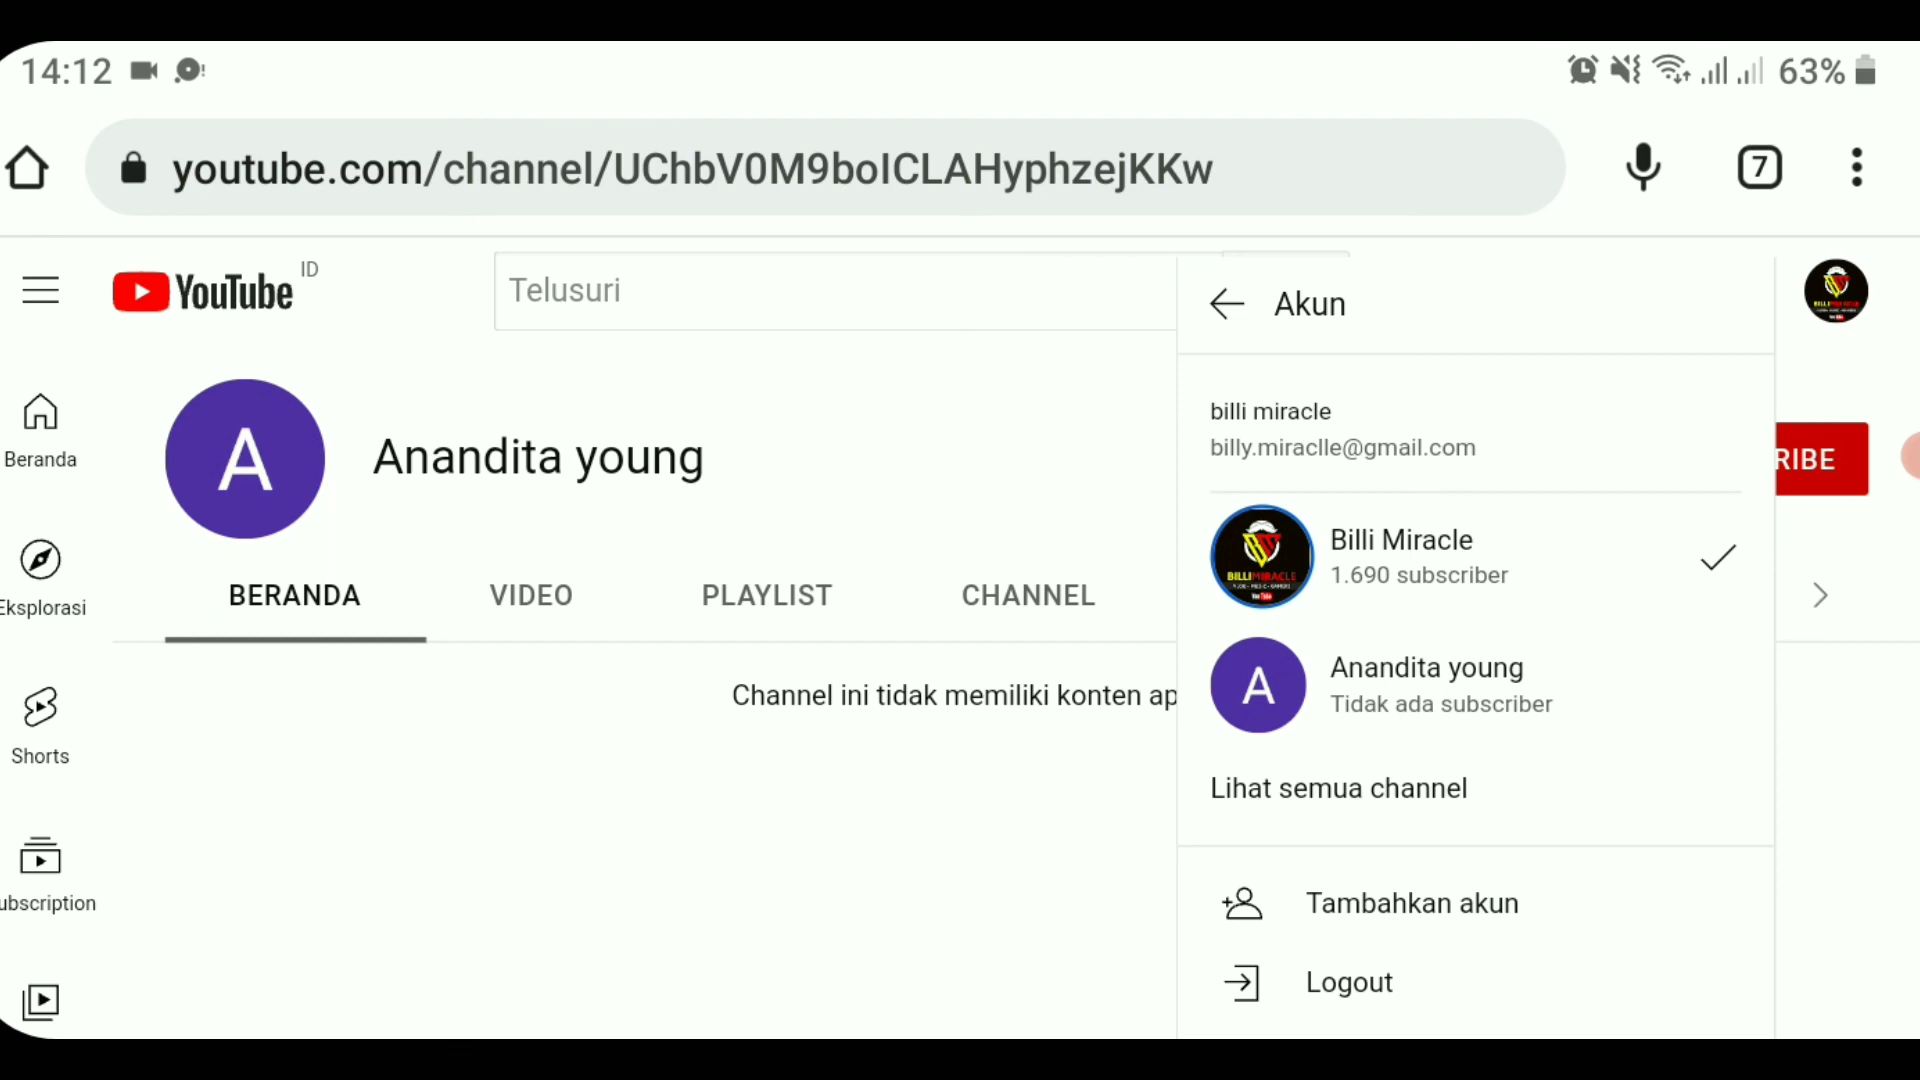 14:12
63%
youtube.com/channel/UChbV0M9boICLAHyphzejKKw
7
YouTube ID
Telusuri
Akun
BILLIMIRACLE
Beranda
Eksplorasi
Shorts
ubscription
A
Anandita young
RIBE
BERANDA
VIDEO
PLAYLIST
CHANNEL
Channel ini tidak memiliki konten ap
billi miracle
billy.miraclle@gmail.com
BILLIMIRACLE
Billi Miracle
1.690 subscriber
A
Anandita young
Tidak ada subscriber
Lihat semua channel
Tambahkan akun
Logout